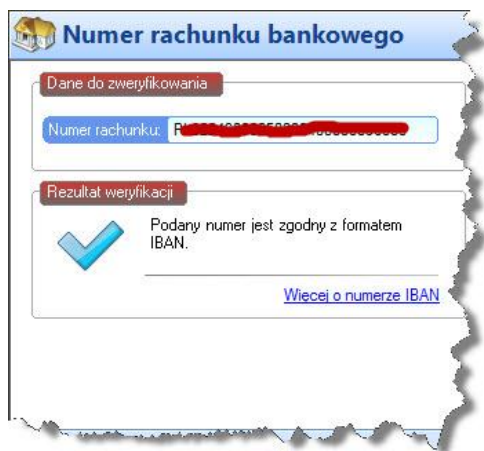 Numer rachunku bankowego
Dane do zweryfikowania
Numer rachunku:
Rezultat weryfikacji
Podany numer jest zgodny z formatem
IBAN.
Więcej o numerze IBAN